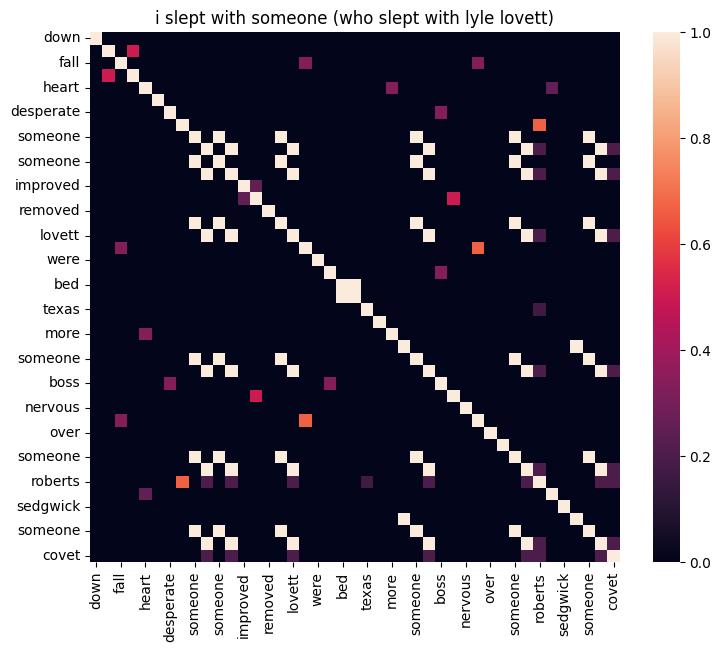 i slept with someone (who slept with lyle lovett)
down
fall
heart
desperate
someone
someone
improved
removed
lovett
were
bed
texas
more
someone
boss
nervous
over
someone
roberts
sedgwick
someone
covet
down
fall
heart
desperate
someone
someone
improved
removed
lovett
were
bed
texas
more
someone
boss
nervous
over
someone
roberts
sedgwick
someone
covet
1.0
0.8
0.6
0.4
0.2
0.0